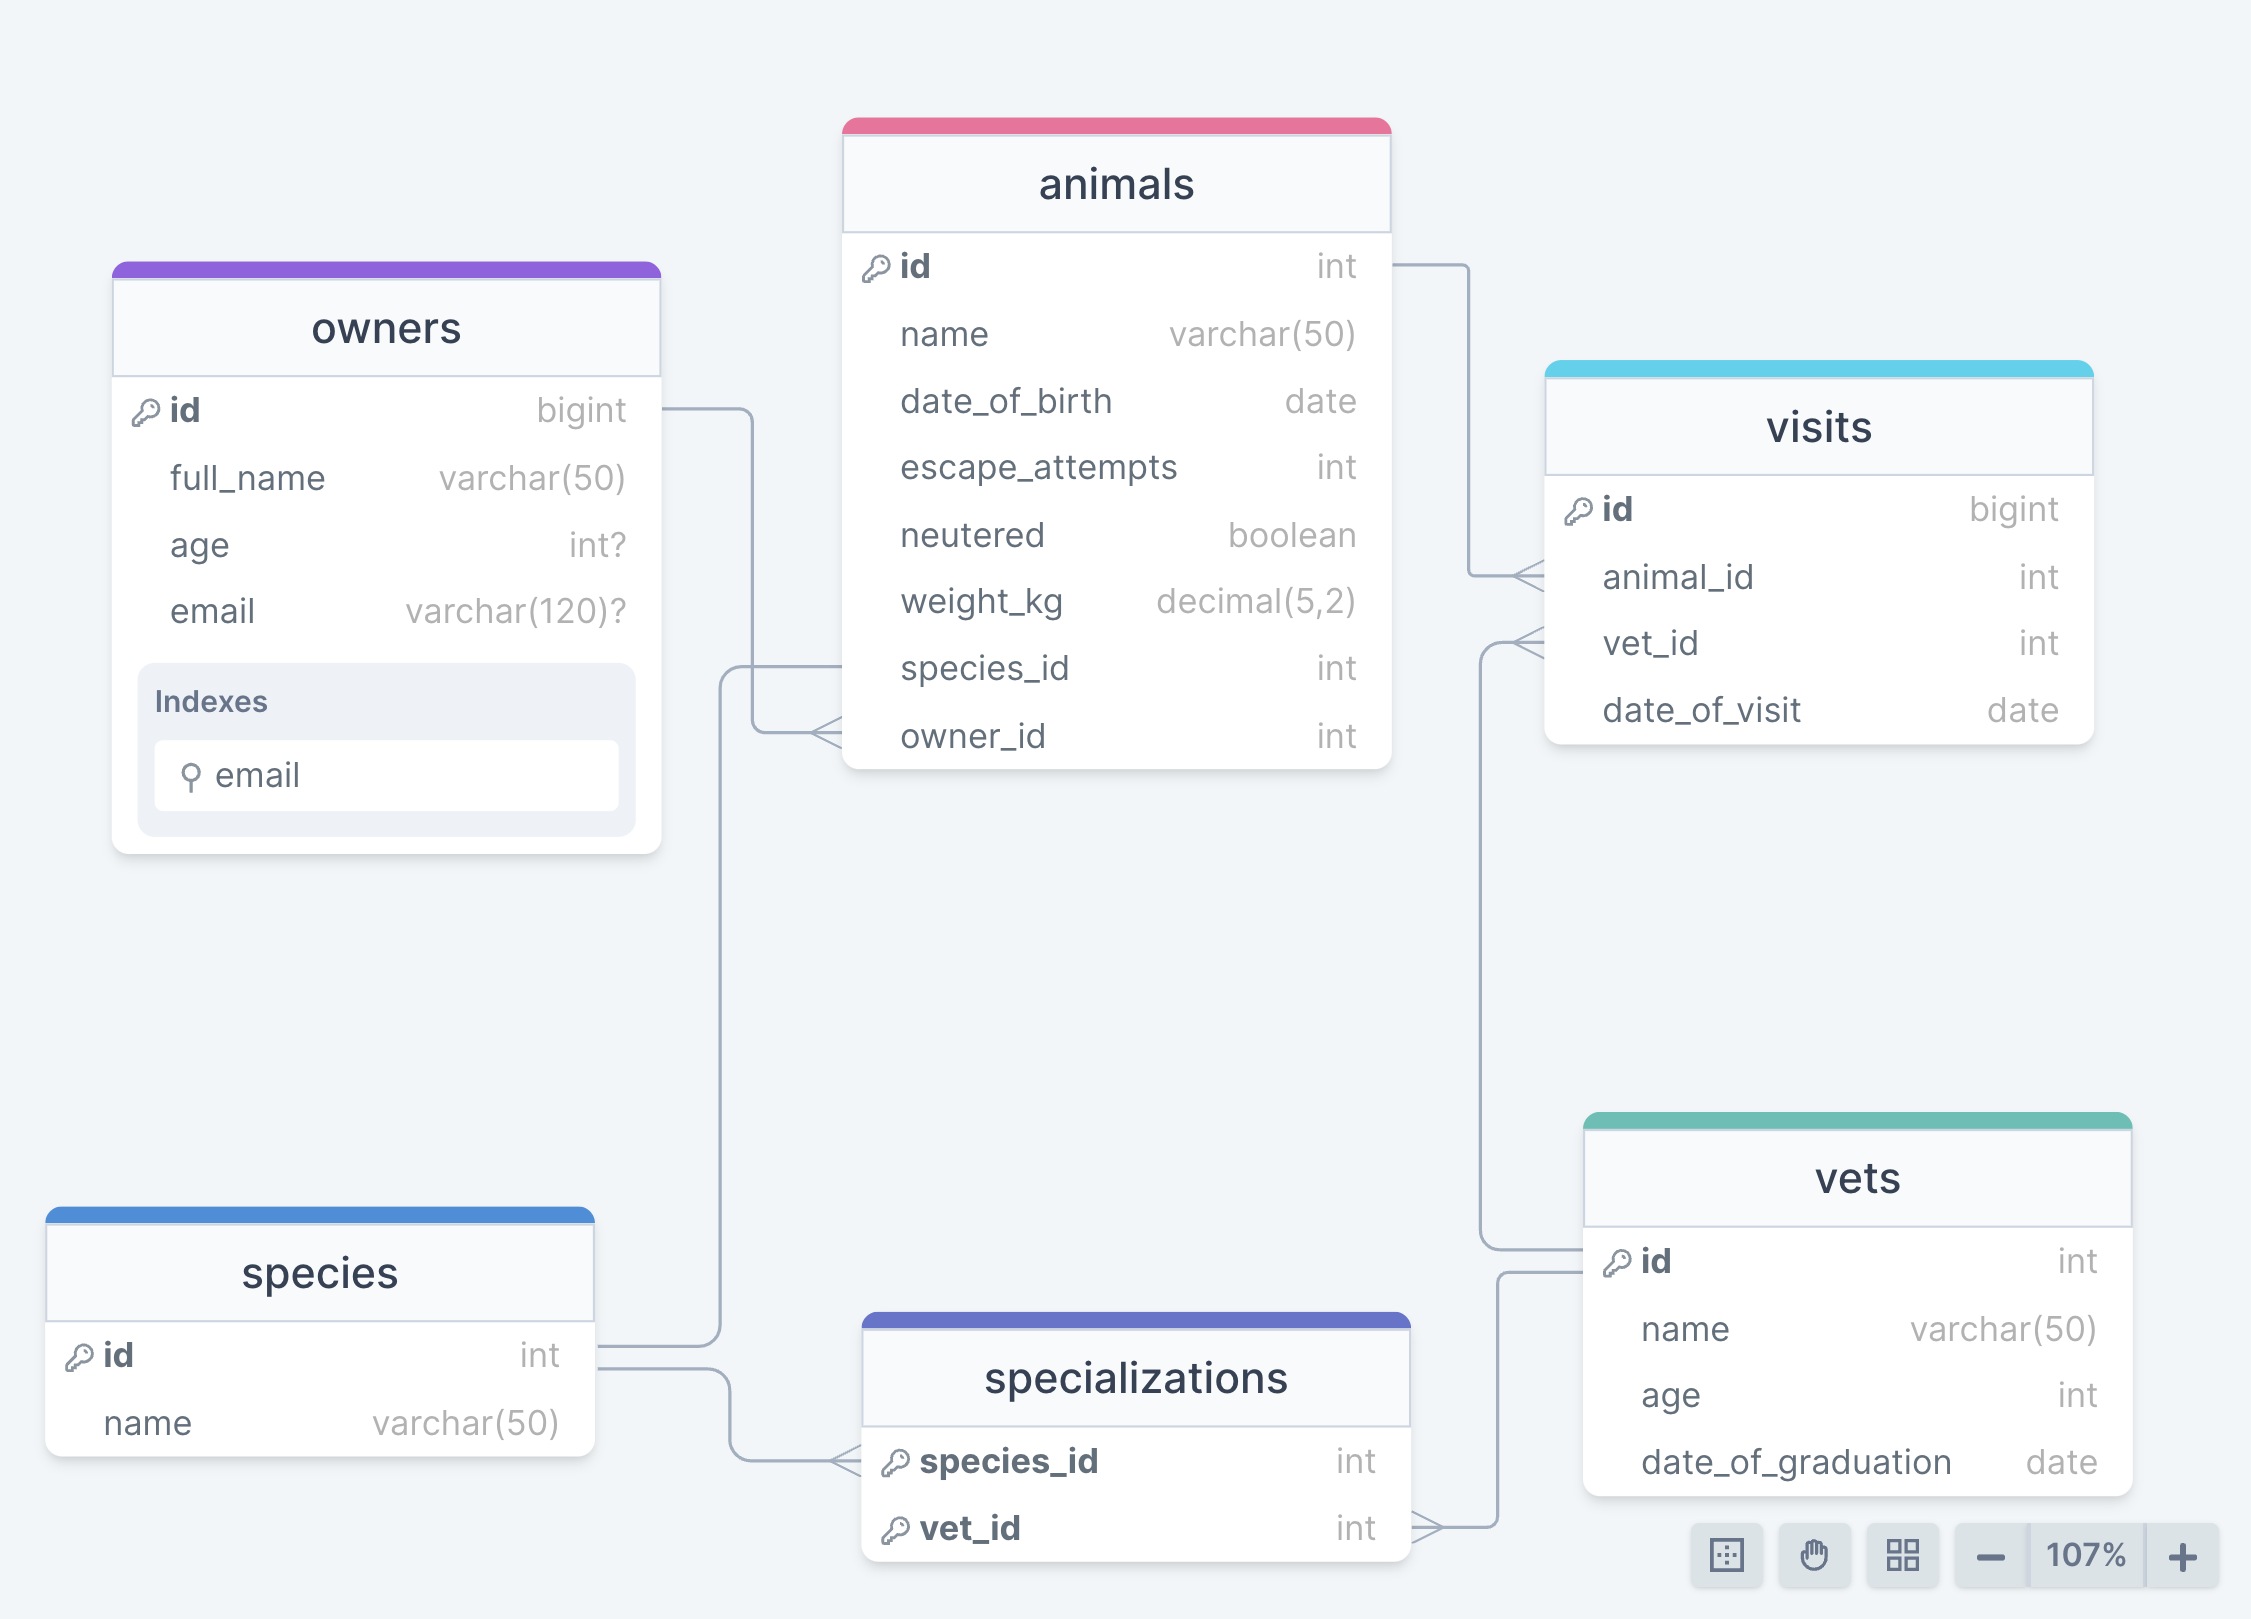 animals
id int
name varchar(50)
date_of_birth date
escape_attempts int
neutered boolean
weight_kg decimal(5,2)
species_id int
owner_id int
owners
id bigint
full_name varchar(50)
age int?
email varchar(120)?
Indexes
email
visits
id bigint
animal_id int
vet_id int
date_of_visit date
species
id int
name varchar(50)
specializations
species_id int
vet_id int
vets
id int
name varchar(50)
age int
date_of_graduation date
107%